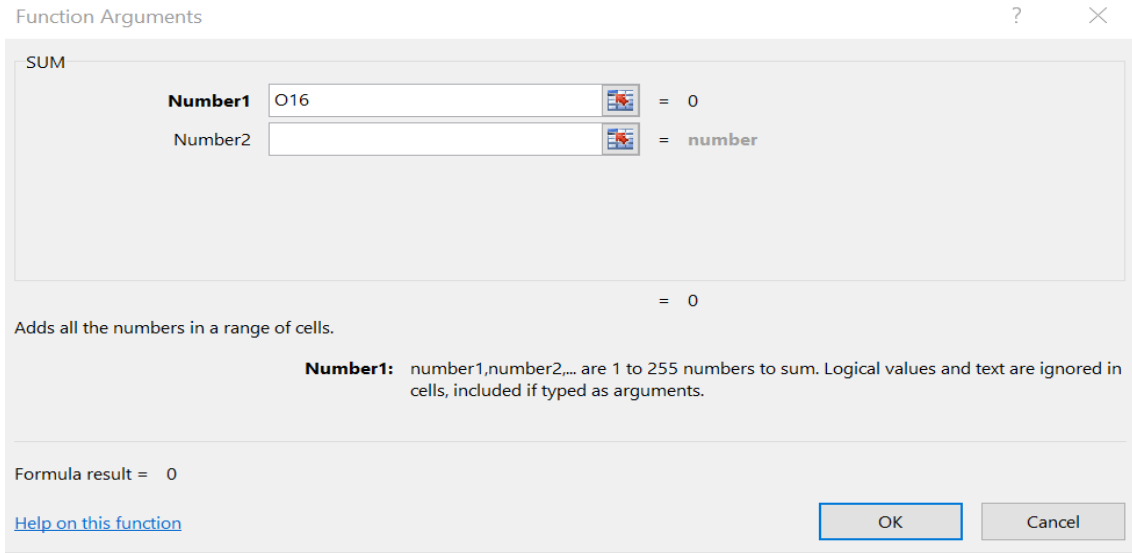 Function Arguments ? ×
SUM
Number1 O16 = 0
Number2 = number
= 0
Adds all the numbers in a range of cells.
Number1: number1,number2,... are 1 to 255 numbers to sum. Logical values and text are ignored in
cells, included if typed as arguments.
Formula result = 0
Help on this function OK Cancel